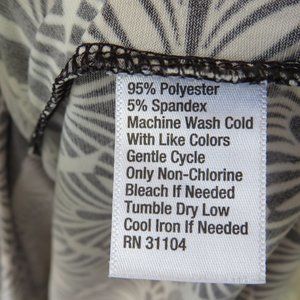 95% Polyester
5% Spandex
Machine Wash Cold
With Like Colors
Gentle Cycle
Only Non-Chlorine
Bleach If Needed
Tumble Dry Low
Cool Iron If Needed
RN 31104